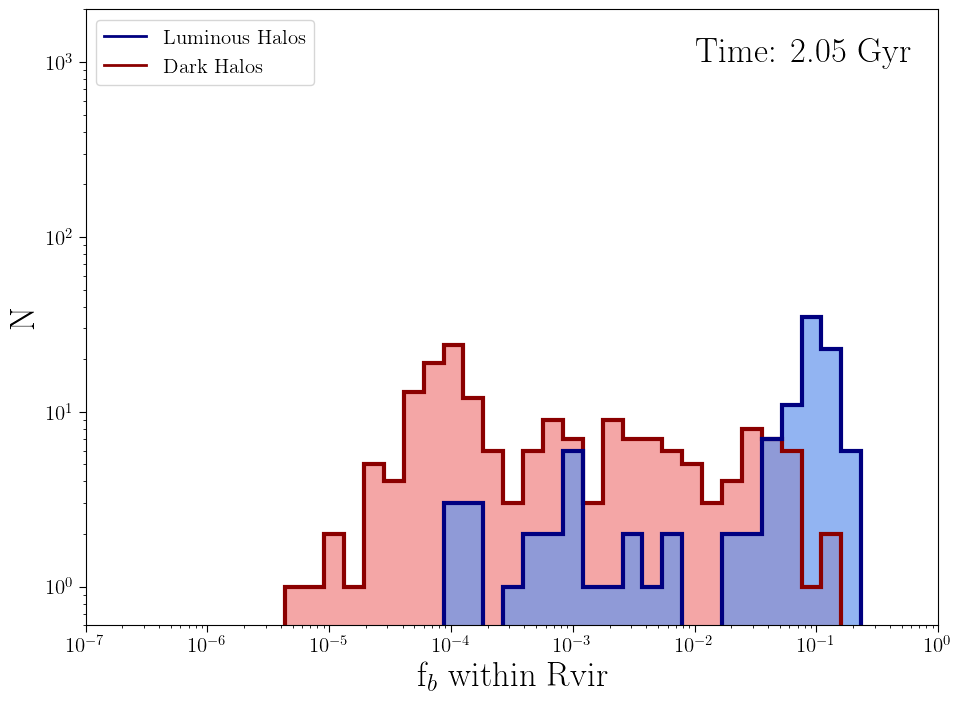 Luminous Halos
Dark Halos
Time: 2.05 Gyr
N
10³
10²
10¹
10⁰
10⁻⁷ 10⁻⁶ 10⁻⁵ 10⁻⁴ 10⁻³ 10⁻² 10⁻¹ 10⁰
f_b within Rvir